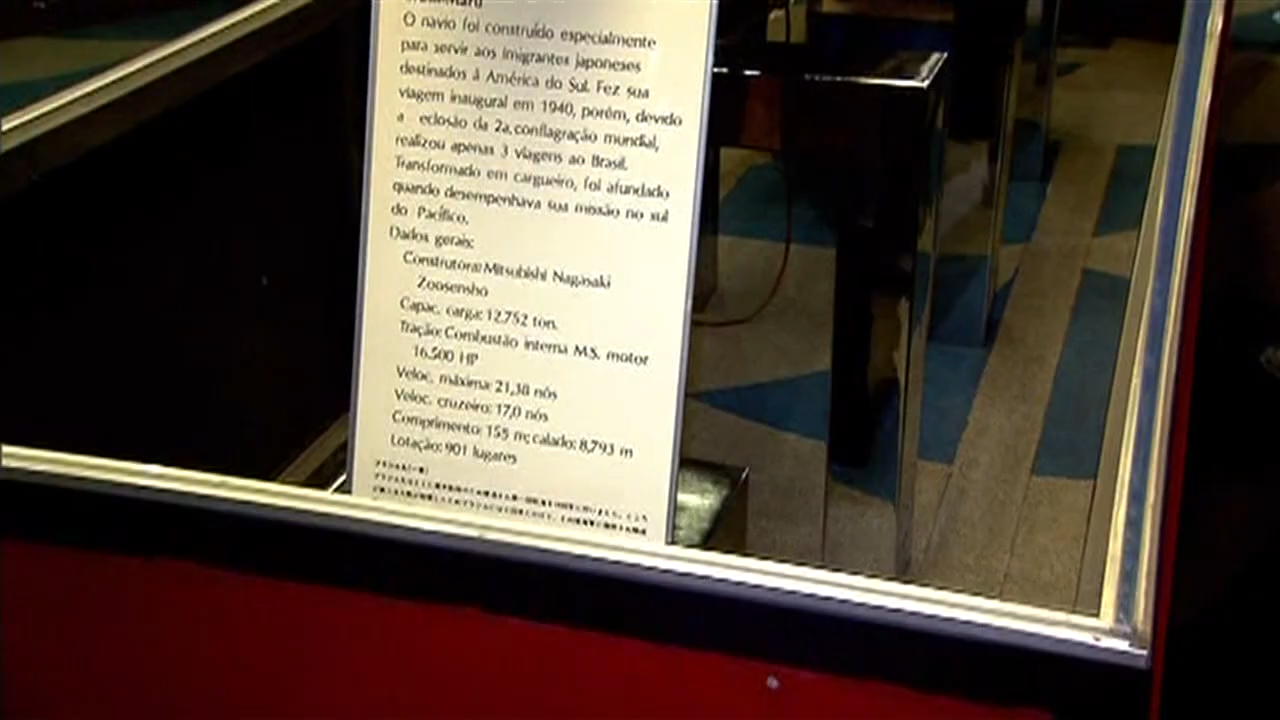 O navio foi construído especialmente
para servir aos imigrantes japoneses
destinados à América do Sul. Fez sua
viagem inaugural em 1940, porém, devido
a eclosão da 2a. conflagração mundial,
realizou apenas 3 viagens ao Brasil.
Transformado em cargueiro, foi afundado
quando desempenhava sua missão no sul
do Pacífico.
Dados gerais:
Construtora: Mitsubishi Nagasaki
Zoosensho
Capac. carga: 12.752 ton.
Tração: Combustão interna M.S. motor
16.500 HP
Veloc. máxima: 21,38 nós
Veloc. cruzeiro: 17,0 nós
Comprimento: 155 m; calado: 8,793 m
Lotação: 901 lugares